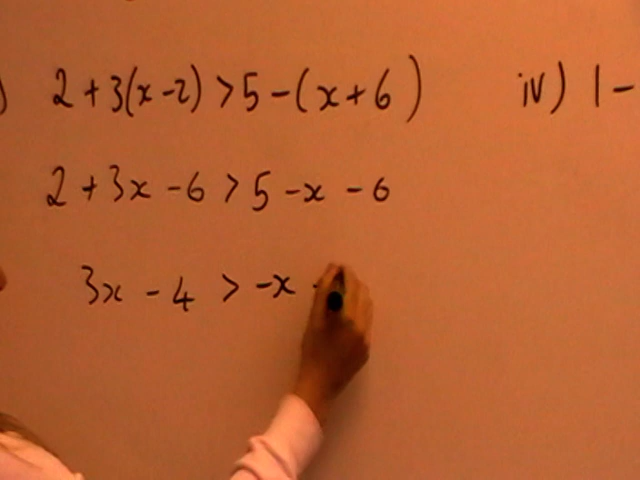 ) 2 + 3(x - 2) > 5 - (x + 6)
iv) 1 -
2 + 3x - 6 > 5 - x - 6
3x - 4 > -x -